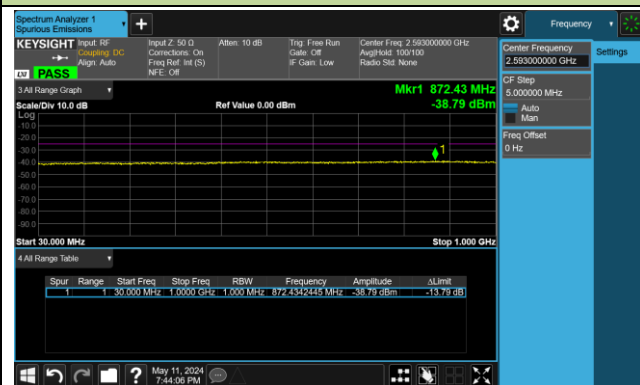 Spectrum Analyzer 1
Spurious Emissions
Frequency
KEYSIGHT
Input: RF
Coupling: DC
Align: Auto
Input Z: 50 Ω
Corrections: On
Freq Ref: Int (S)
NFE: Off
Atten: 10 dB
Trig: Free Run
Gate: Off
IF Gain: Low
Center Freq: 2.593000000 GHz
Avg|Hold: 100/100
Radio Std: None
LXI
PASS
3 All Range Graph
Mkr1 872.43 MHz
Scale/Div 10.0 dB
Ref Value 0.00 dBm
-38.79 dBm
Log
-10.0
-20.0
-30.0
-40.0
-50.0
-60.0
-70.0
-80.0
-90.0
1
Start 30.000 MHz
Stop 1.000 GHz
4 All Range Table
Spur Range Start Freq Stop Freq RBW Frequency Amplitude ΔLimit
1 1 30.000 MHz 1.0000 GHz 1.000 MHz 872.4342445 MHz -38.79 dBm -13.79 dB
May 11, 2024
7:44:06 PM
?
Center Frequency
2.593000000 GHz
Settings
CF Step
5.000000 MHz
Auto
Man
Freq Offset
0 Hz